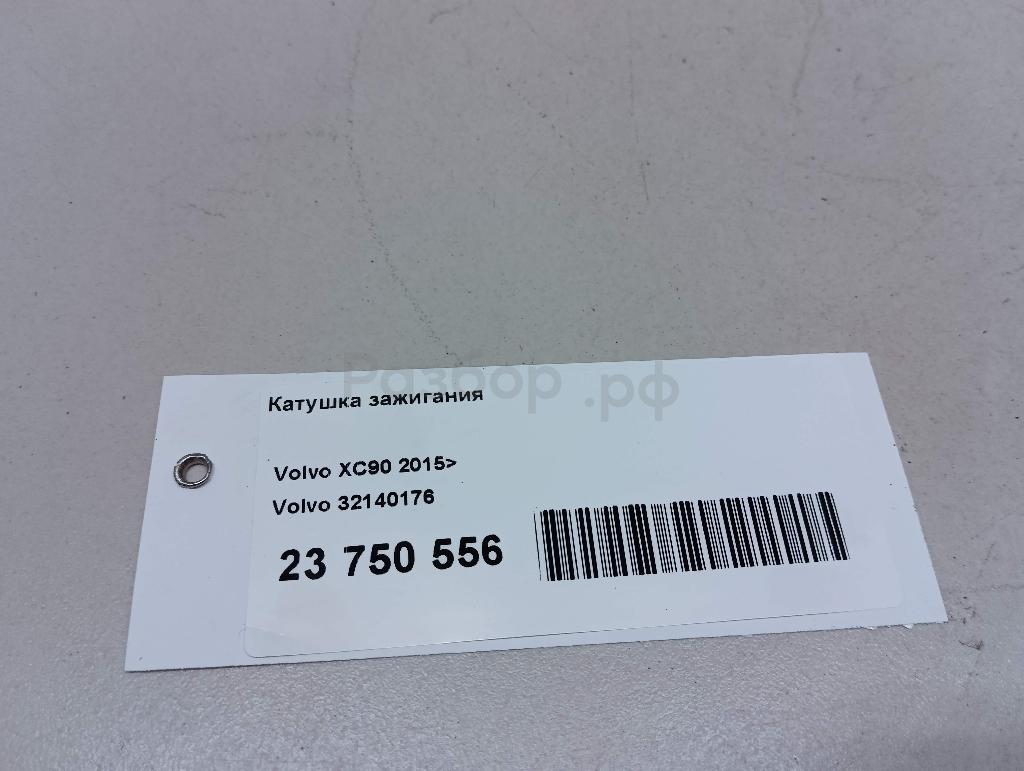 Разбор.рф
Катушка зажигания
Volvo XC90 2015>
Volvo 32140176
23 750 556